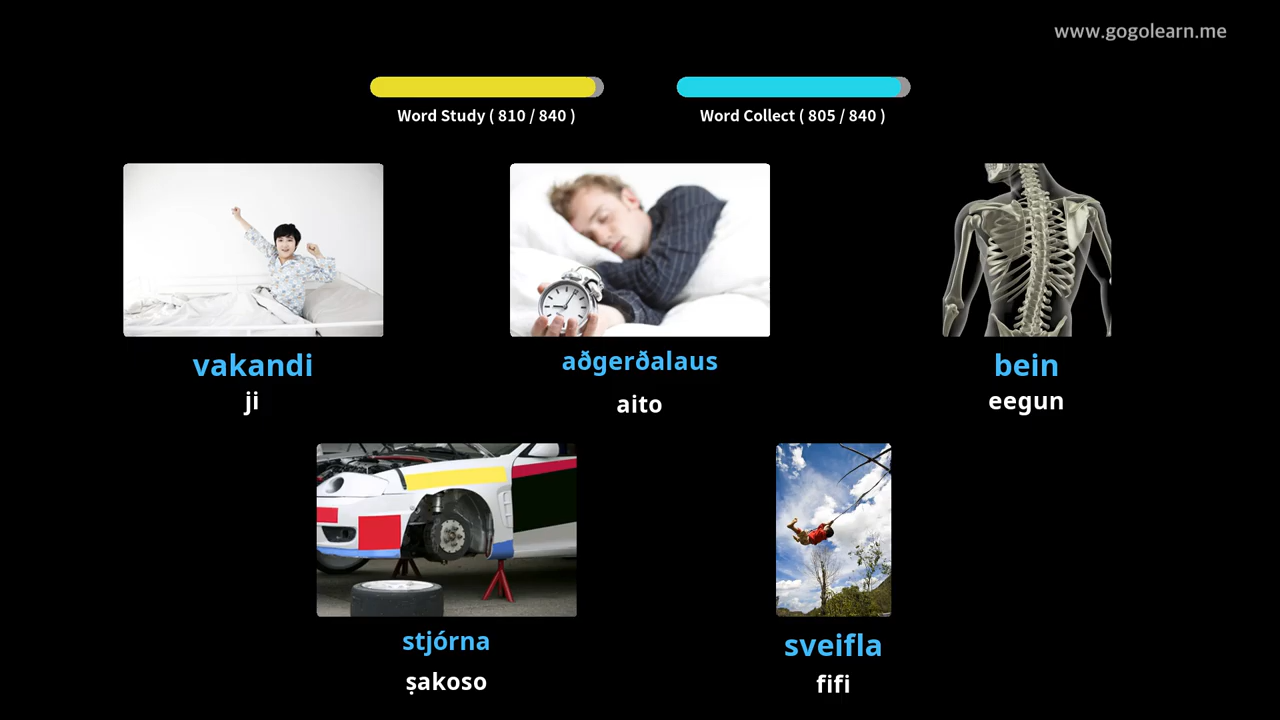 www.gogolearn.me
Word Study ( 810 / 840 )
Word Collect ( 805 / 840 )
vakandi
ji
aðgerðalaus
aito
bein
eegun
stjórna
ṣakoso
sveifla
fifi